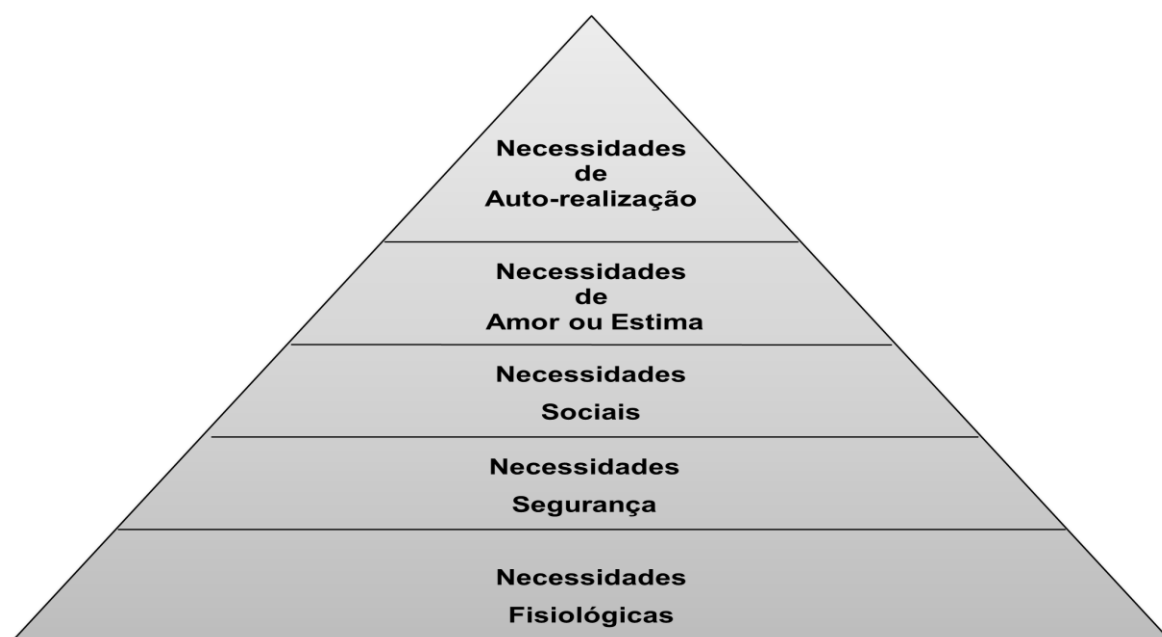 Necessidades
de
Auto-realização
Necessidades
de
Amor ou Estima
Necessidades
Sociais
Necessidades
Segurança
Necessidades
Fisiológicas